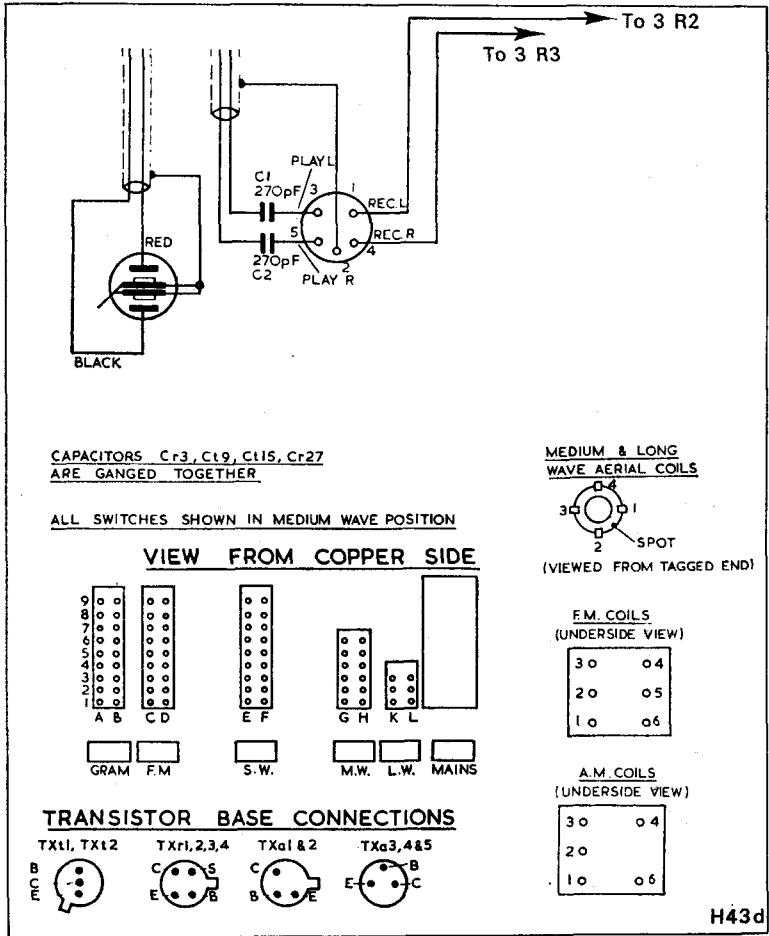 To 3 R2
To 3 R3
PLAY L
C1
270pF
3
1
REC. L
5
REC. R
4
270pF
C2
2
PLAY R
RED
BLACK
CAPACITORS Cr3, Ct9, Ct15, Cr27
ARE GANGED TOGETHER
ALL SWITCHES SHOWN IN MEDIUM WAVE POSITION
VIEW FROM COPPER SIDE
9
8
7
6
5
4
3
2
1
A B C D E F G H K L
GRAM F.M S.W. M.W. L.W. MAINS
TRANSISTOR BASE CONNECTIONS
TXt1, TXt2 TXr1,2,3,4 TXa1 & 2 TXa3,4&5
B
C
E
C S
E B
C
B E
B
E C
MEDIUM & LONG
WAVE AERIAL COILS
4
3 1
2
SPOT
(VIEWED FROM TAGGED END)
F.M. COILS
(UNDERSIDE VIEW)
3 4
2 5
1 6
A.M. COILS
(UNDERSIDE VIEW)
3 4
2
1 6
H43d